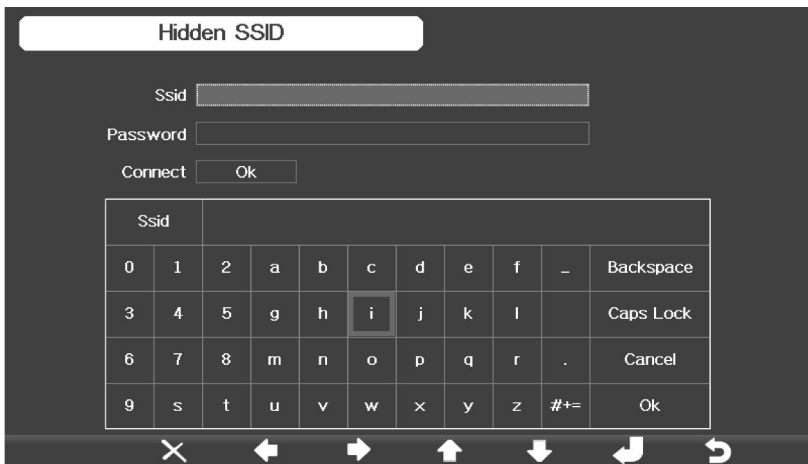 Hidden SSID
Ssid
Password
Connect Ok
Ssid
0 1 2 a b c d e f _ Backspace
3 4 5 g h i j k l Caps Lock
6 7 8 m n o p q r . Cancel
9 s t u v w x y z #+= Ok